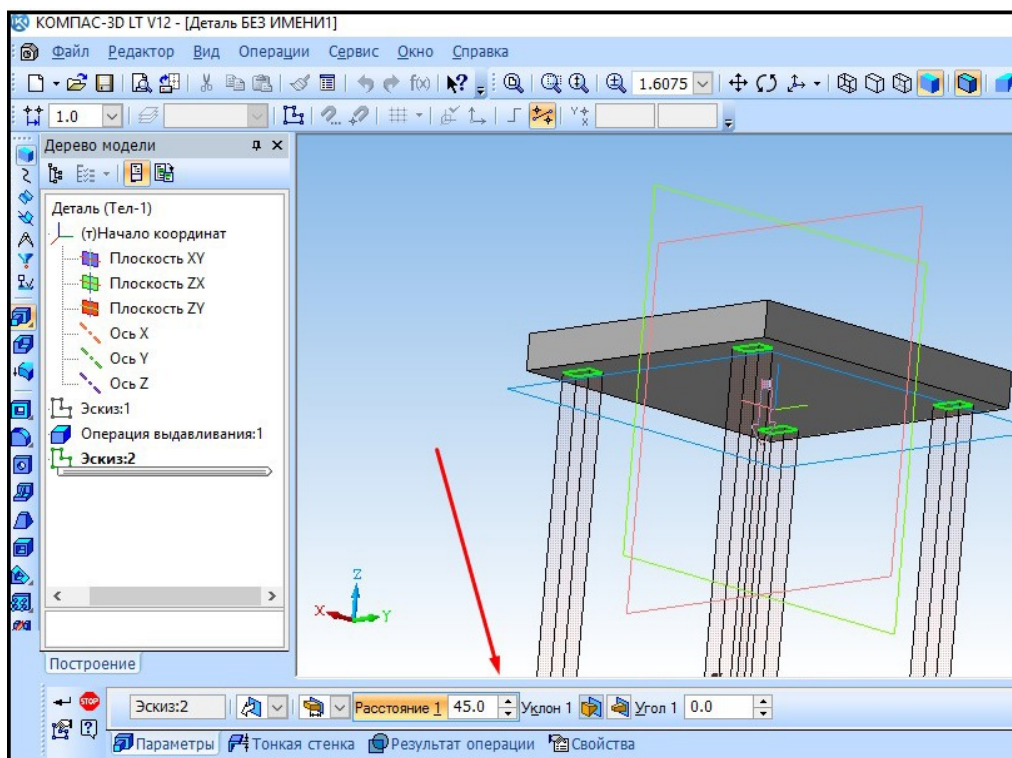 КОМПАС-3D LT V12 - [Деталь БЕЗ ИМЕНИ1]
Файл Редактор Вид Операции Сервис Окно Справка
f(x) 1.6075
1.0
Дерево модели
Деталь (Тел-1)
(т)Начало координат
Плоскость XY
Плоскость ZX
Плоскость ZY
Ось X
Ось Y
Ось Z
Эскиз:1
Операция выдавливания:1
Эскиз:2
Z
X Y
Построение
STOP Эскиз:2 Расстояние 1 45.0 Уклон 1 Угол 1 0.0
Параметры Тонкая стенка Результат операции Свойства